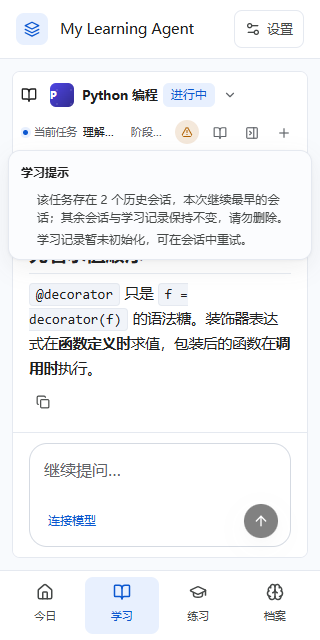 My Learning Agent
设置
P
Python 编程
进行中
当前任务 理解...
阶段...
学习提示
该任务存在 2 个历史会话，本次继续最早的会
话；其余会话与学习记录保持不变，请勿删除。
学习记录暂未初始化，可在会话中重试。
@decorator 只是 f =
decorator(f) 的语法糖。装饰器表达
式在函数定义时求值，包装后的函数在调
用时执行。
继续提问...
连接模型
今日
学习
练习
档案